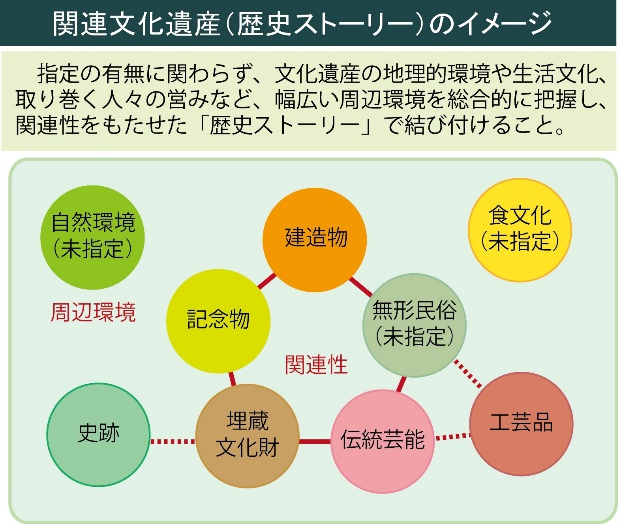 関連文化遺産（歴史ストーリー）のイメージ
指定の有無に関わらず、文化遺産の地理的環境や生活文化、
取り巻く人々の営みなど、幅広い周辺環境を総合的に把握し、
関連性をもたせた「歴史ストーリー」で結び付けること。
自然環境
（未指定）
建造物
食文化
（未指定）
周辺環境
記念物
無形民俗
（未指定）
関連性
史跡
埋蔵
文化財
伝統芸能
工芸品